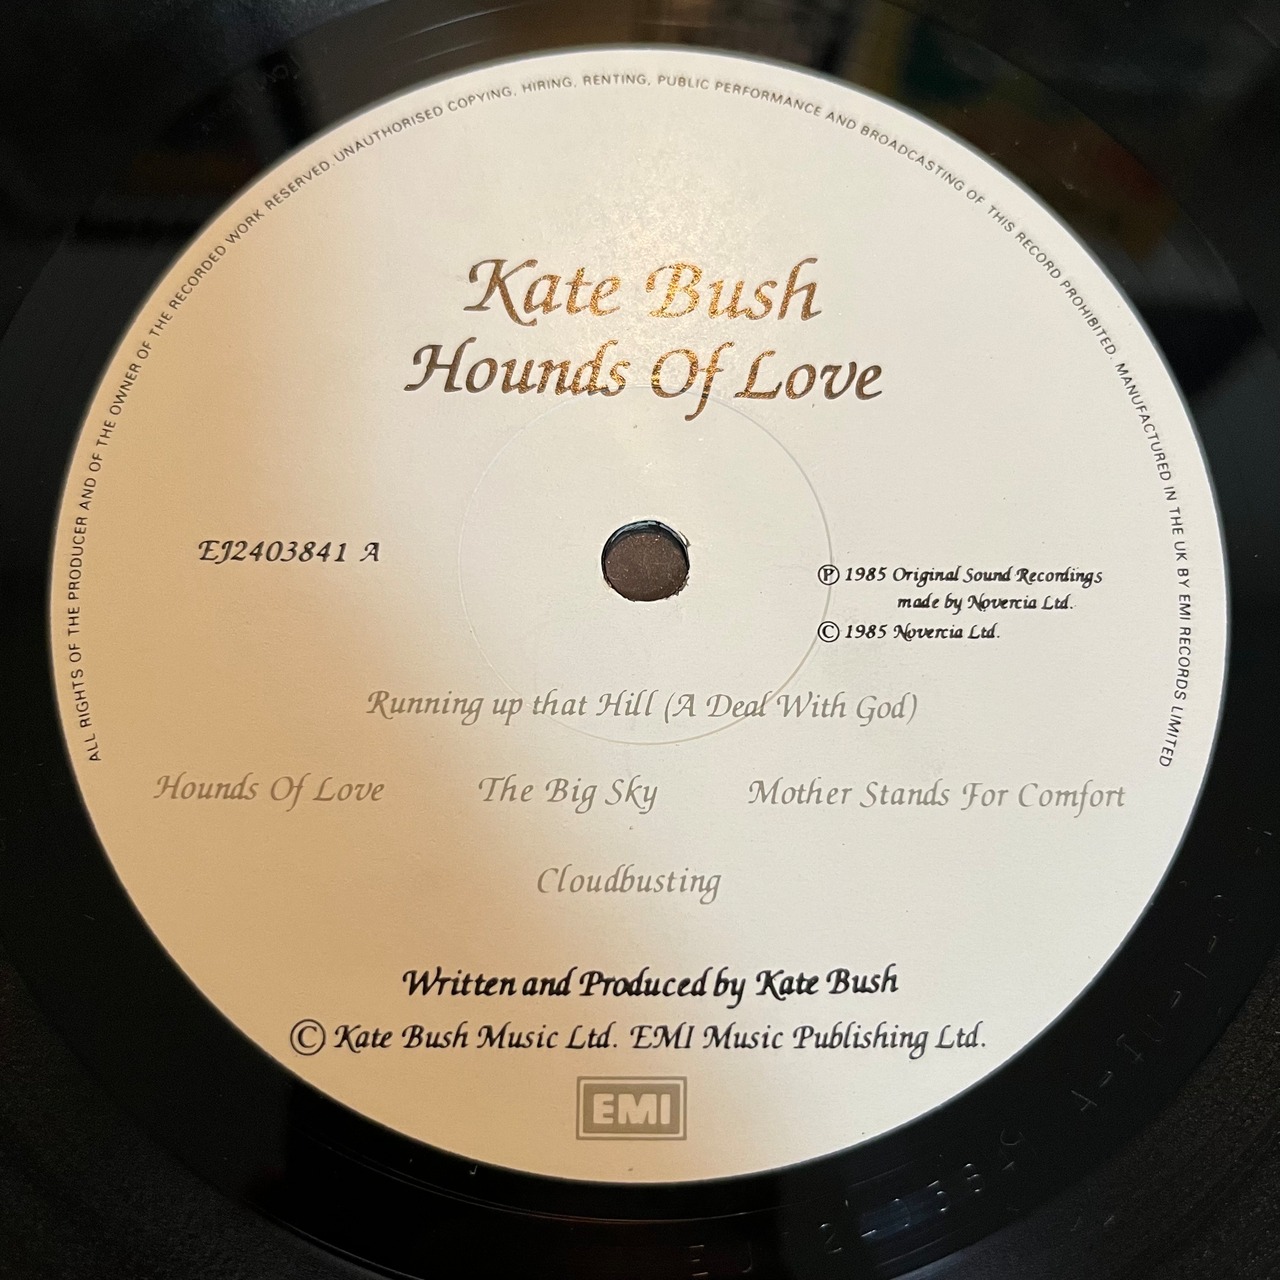 ALL RIGHTS OF THE PRODUCER AND OF THE OWNER OF THE RECORDED WORK RESERVED. UNAUTHORISED COPYING, HIRING, RENTING, PUBLIC PERFORMANCE AND BROADCASTING OF THIS RECORD PROHIBITED. MANUFACTURED IN THE UK BY EMI RECORDS LIMITED
Kate Bush
Hounds Of Love
EJ2403841 A
Ⓟ 1985 Original Sound Recordings
made by Novercia Ltd.
© 1985 Novercia Ltd.
Running up that Hill (A Deal With God)
Hounds Of Love The Big Sky Mother Stands For Comfort
Cloudbusting
Written and Produced by Kate Bush
© Kate Bush Music Ltd. EMI Music Publishing Ltd.
EMI